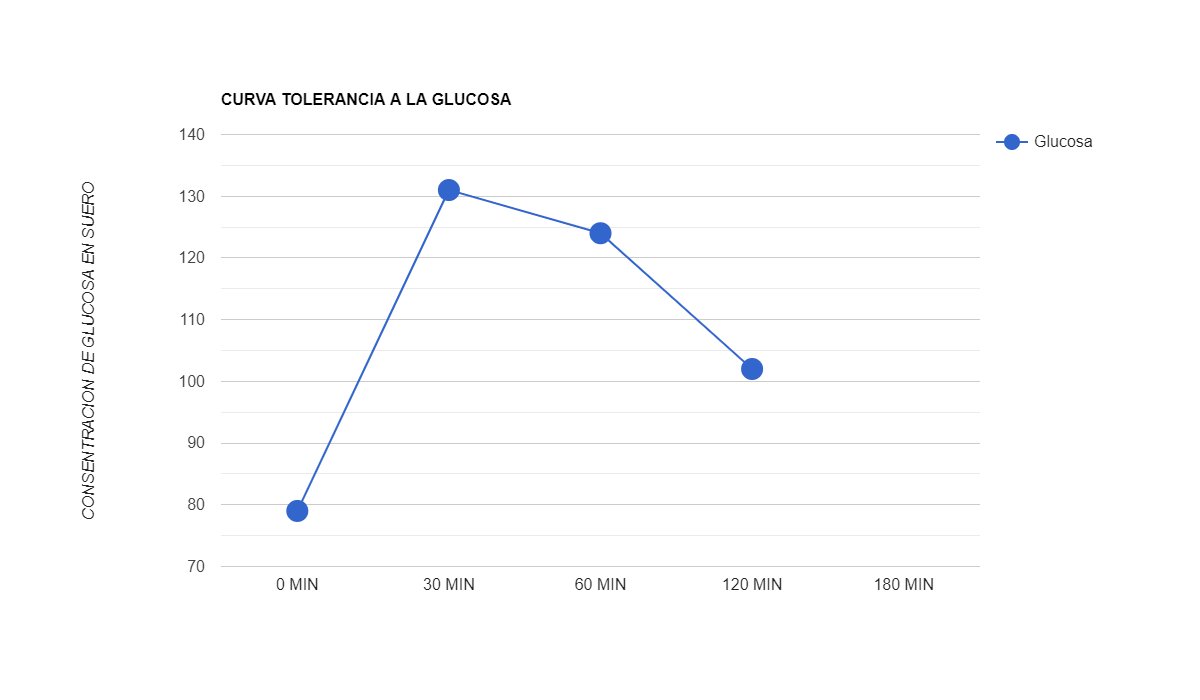 CURVA TOLERANCIA A LA GLUCOSA
Glucosa
CONSENTRACION DE GLUCOSA EN SUERO
140
130
120
110
100
90
80
70
0 MIN
30 MIN
60 MIN
120 MIN
180 MIN